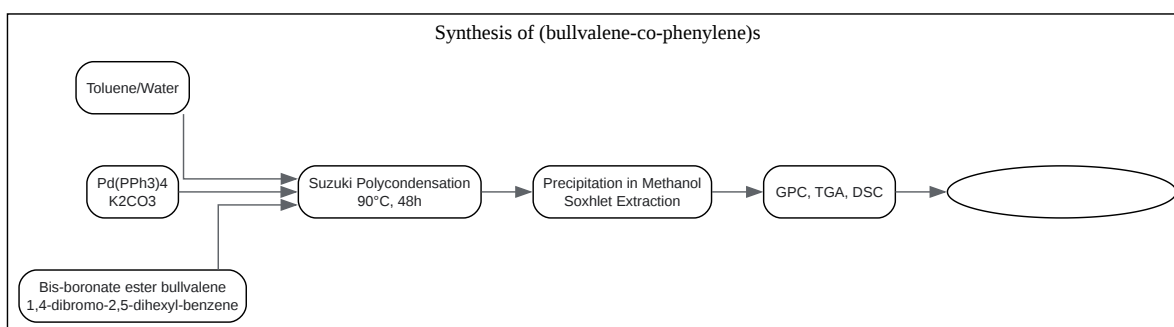 Synthesis of (bullvalene-co-phenylene)s
Toluene/Water
Pd(PPh3)4
K2CO3
Suzuki Polycondensation
90°C, 48h
Precipitation in Methanol
Soxhlet Extraction
GPC, TGA, DSC
Bis-boronate ester bullvalene
1,4-dibromo-2,5-dihexyl-benzene